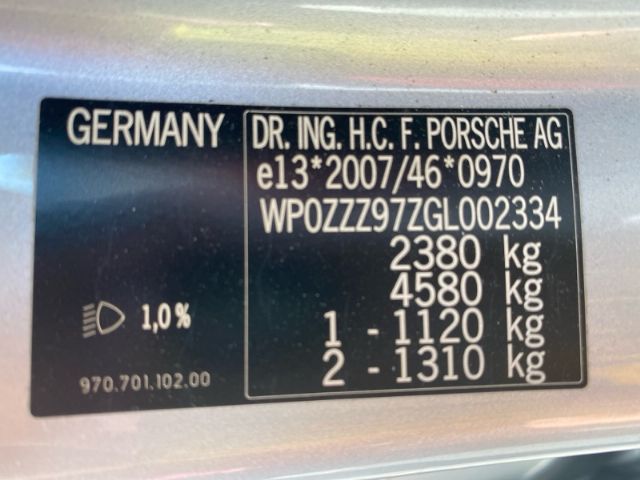 GERMANY
DR. ING. H.C. F. PORSCHE AG
e13*2007/46*0970
WP0ZZZ97ZGL002334
2380 kg
4580 kg
1 - 1120 kg
2 - 1310 kg
1,0%
970.701.102.00